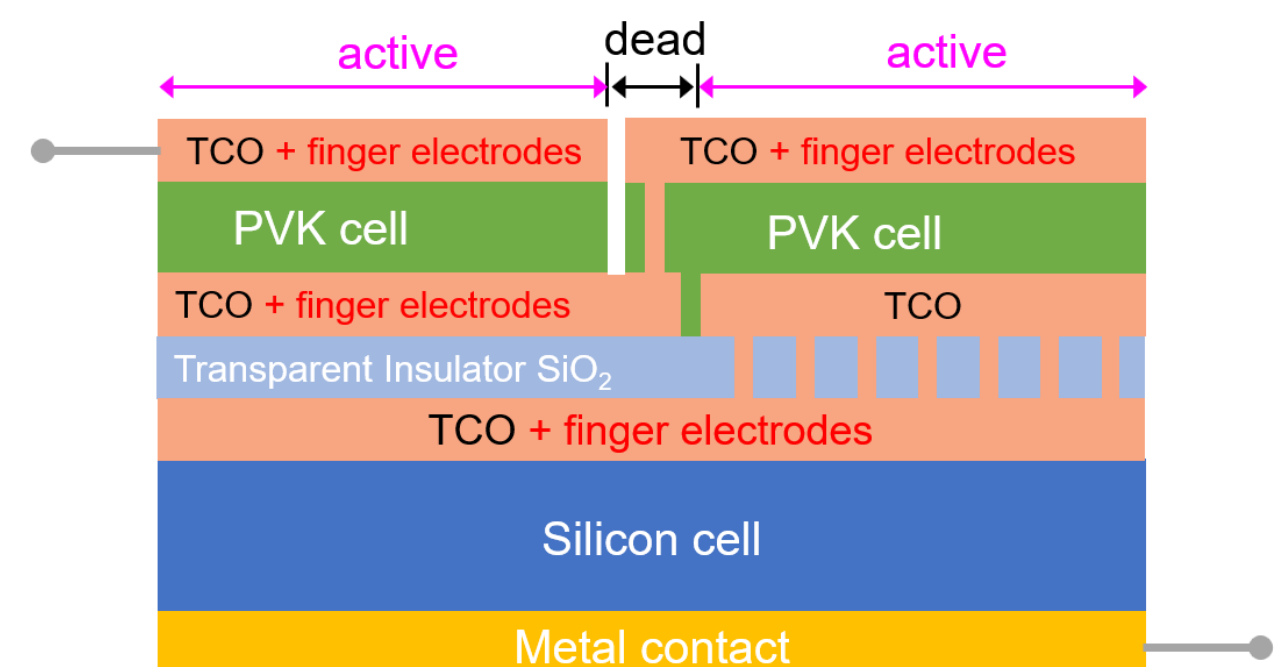 active
dead
active
TCO + finger electrodes
TCO + finger electrodes
PVK cell
PVK cell
TCO + finger electrodes
TCO
Transparent Insulator SiO₂
TCO + finger electrodes
Silicon cell
Metal contact